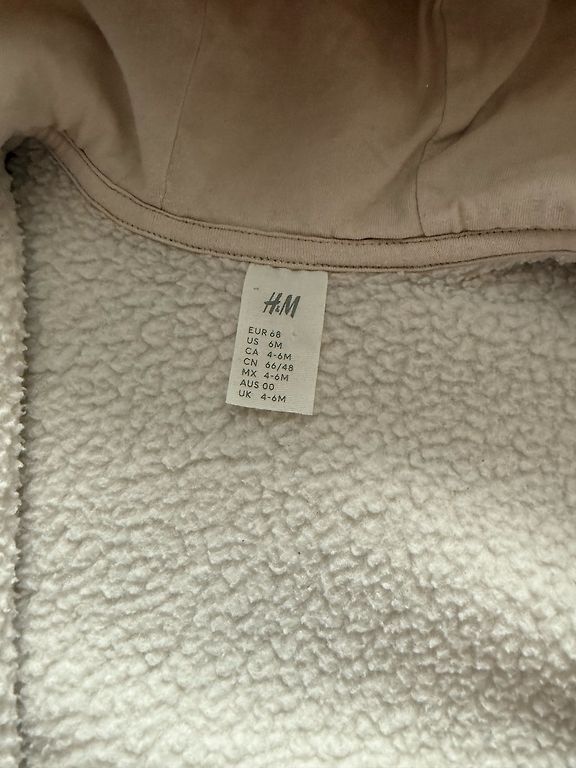 H&M
EUR 68
US 6M
CA 4-6M
CN 66/48
MX 4-6M
AUS 00
UK 4-6M